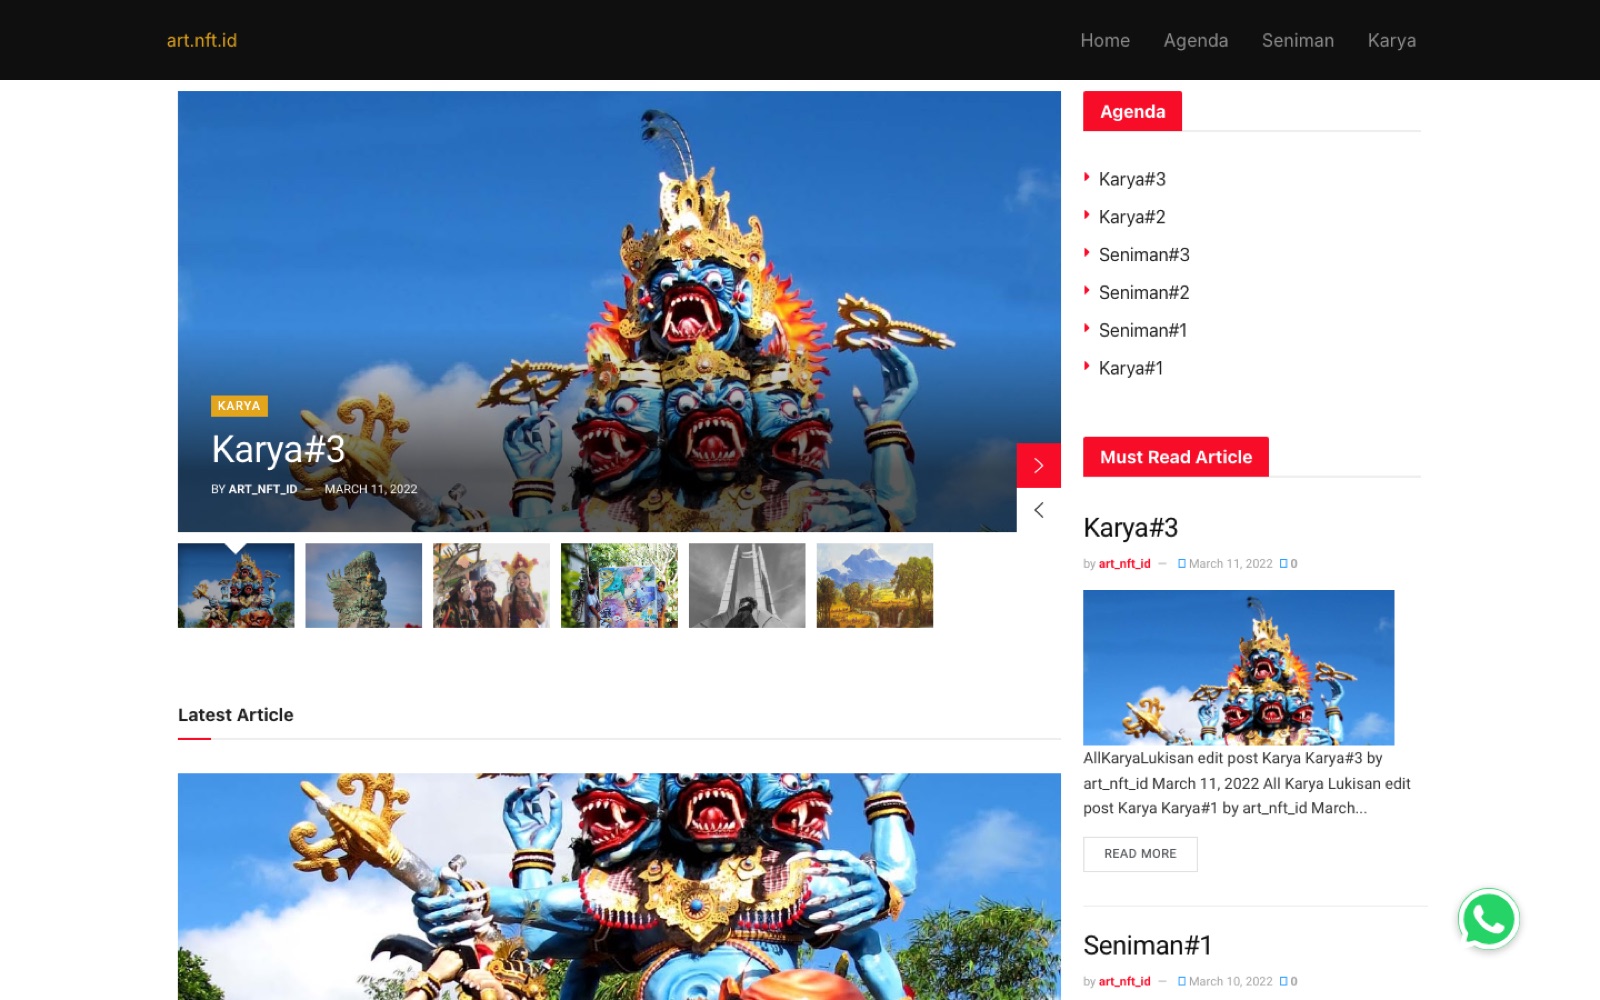 art.nft.id
Home
Agenda
Seniman
Karya
KARYA
Karya#3
BY ART_NFT_ID — MARCH 11, 2022
Latest Article
Agenda
Karya#3
Karya#2
Seniman#3
Seniman#2
Seniman#1
Karya#1
Must Read Article
Karya#3
by art_nft_id — March 11, 2022 0
AllKaryaLukisan edit post Karya Karya#3 by
art_nft_id March 11, 2022 All Karya Lukisan edit
post Karya Karya#1 by art_nft_id March...
READ MORE
Seniman#1
by art_nft_id — March 10, 2022 0